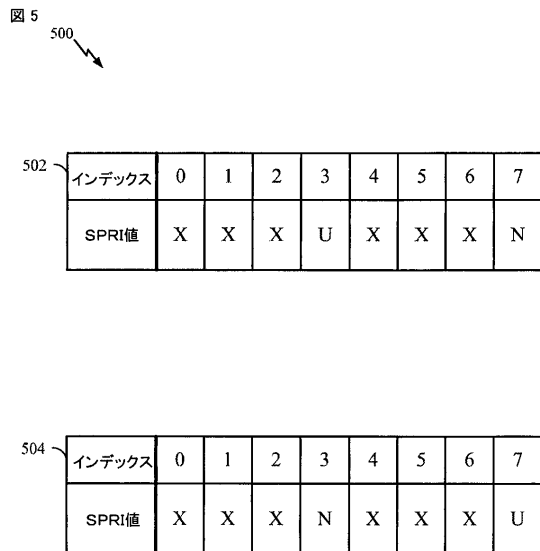 図 5
500
502
インデックス 0 1 2 3 4 5 6 7
SPRI値 X X X U X X X N
504
インデックス 0 1 2 3 4 5 6 7
SPRI値 X X X N X X X U